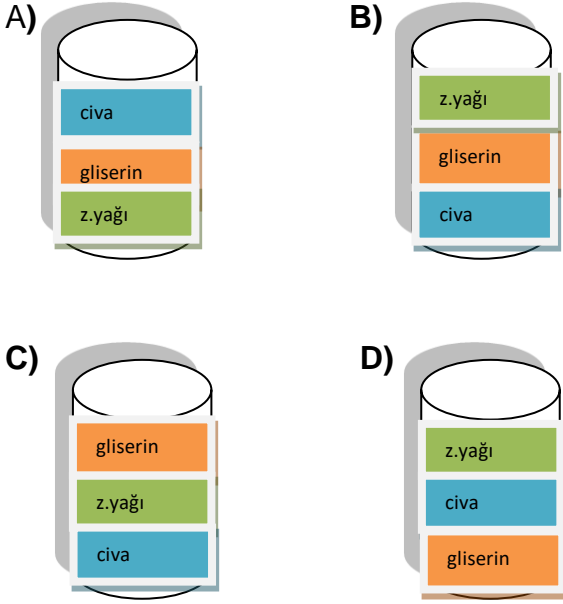 A)
civa
gliserin
z.yağı
B)
z.yağı
gliserin
civa
C)
gliserin
z.yağı
civa
D)
z.yağı
civa
gliserin